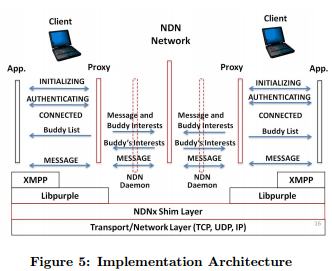 Client
NDN
Network
Client
App.
Proxy
Proxy
App.
INITIALIZING
AUTHENTICATING
CONNECTED
Buddy List
MESSAGE
Message and
Buddy Interests
Buddy's Interests
MESSAGE
NDN
Daemon
Message and
Buddy Interests
Buddy's Interests
MESSAGE
NDN
Daemon
INITIALIZING
AUTHENTICATING
CONNECTED
Buddy List
MESSAGE
XMPP
XMPP
Libpurple
Libpurple
NDNx Shim Layer
Transport/Network Layer (TCP, UDP, IP)
16
Figure 5: Implementation Architecture